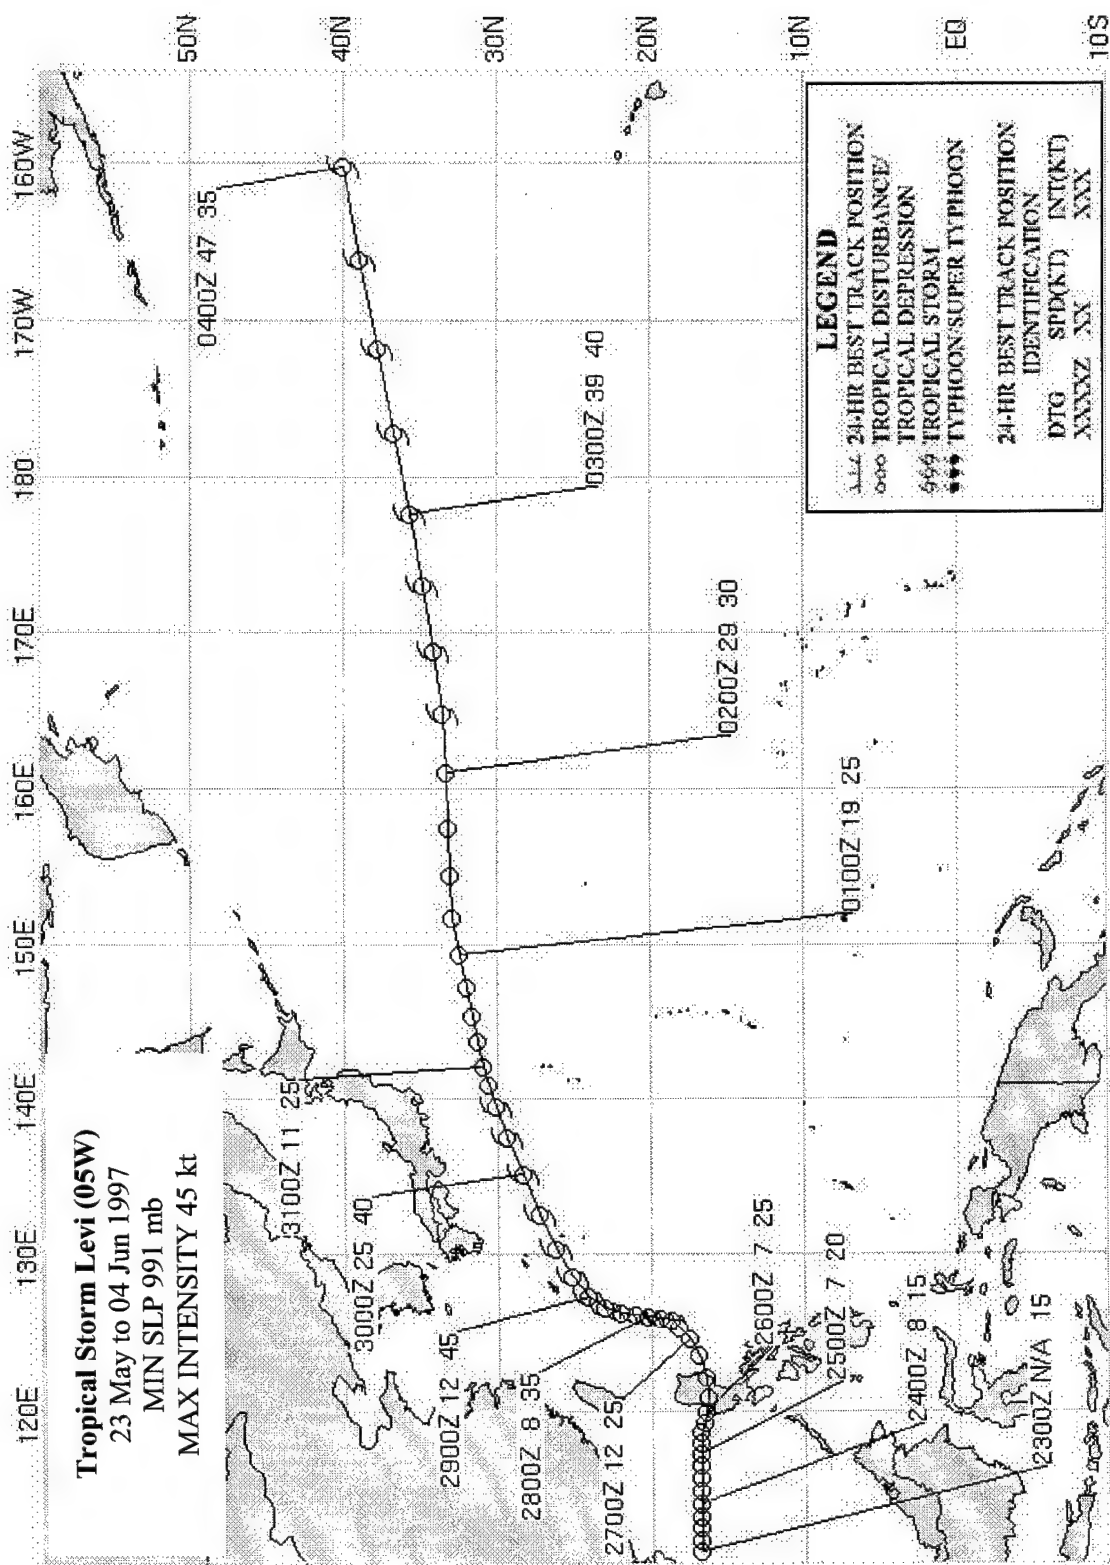 Tropical Storm Levi (05W)
23 May to 04 Jun 1997
MIN SLP 991 mb
MAX INTENSITY 45 kt
120E
130E
140E
150E
160E
170E
180
170W
160W
50N
40N
30N
20N
10N
EQ
10S
2300Z N/A 15
2400Z 8 15
2500Z 7 20
2600Z 7 25
2700Z 12 25
2800Z 8 35
2900Z 12 45
3000Z 25 40
3100Z 11 25
0100Z 19 25
0200Z 29 30
0300Z 39 40
0400Z 47 35
LEGEND
24-HR BEST TRACK POSITION
TROPICAL DISTURBANCE/
TROPICAL DEPRESSION
TROPICAL STORM
TYPHOON/SUPER TYPHOON
24-HR BEST TRACK POSITION
IDENTIFICATION
DTG SPD(KT) INT(KT)
XXXXZ XX XXX